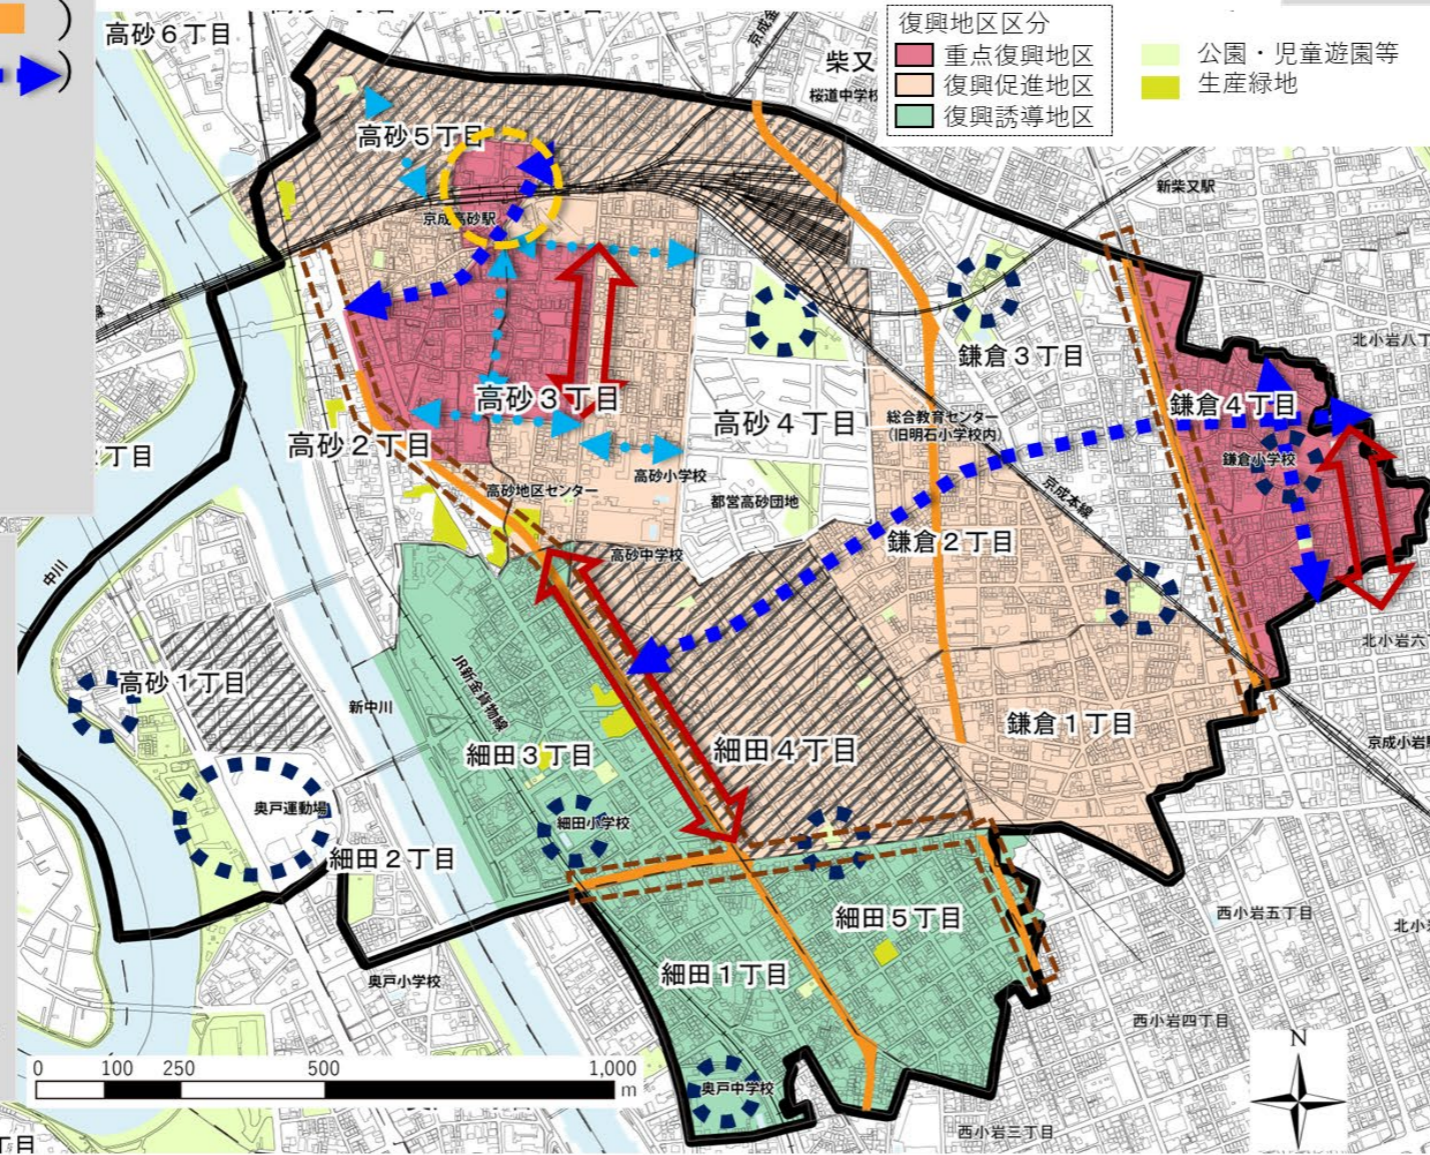 )
)
高砂６丁目
復興地区区分
重点復興地区
復興促進地区
復興誘導地区
公園・児童遊園等
生産緑地
柴又
桜道中学校
高砂５丁目
新柴又駅
京成高砂駅
北小岩八丁
鎌倉３丁目
高砂３丁目
鎌倉４丁目
高砂４丁目
総合教育センター
（旧明石小学校内）
高砂２丁目
丁目
鎌倉小学校
高砂小学校
高砂地区センター
都営高砂団地
京成本線
鎌倉２丁目
高砂中学校
中川
北小岩六
高砂１丁目
JR新金貨物線
新中川
鎌倉１丁目
細田３丁目
細田４丁目
京成小岩駅
奥戸運動場
細田小学校
細田２丁目
細田５丁目
西小岩五丁目
北小岩
細田１丁目
奥戸小学校
西小岩四丁目
N
0 100 250 500 1,000
m
奥戸中学校
西小岩三丁目
丁目